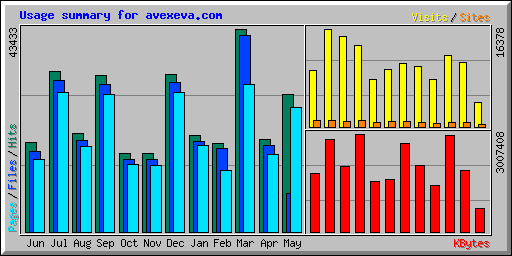 Usage summary for avexeva.com
Visits / Sites
43433
16378
Pages / Files / Hits
3007408
Jun Jul Aug Sep Oct Nov Dec Jan Feb Mar Apr May
KBytes